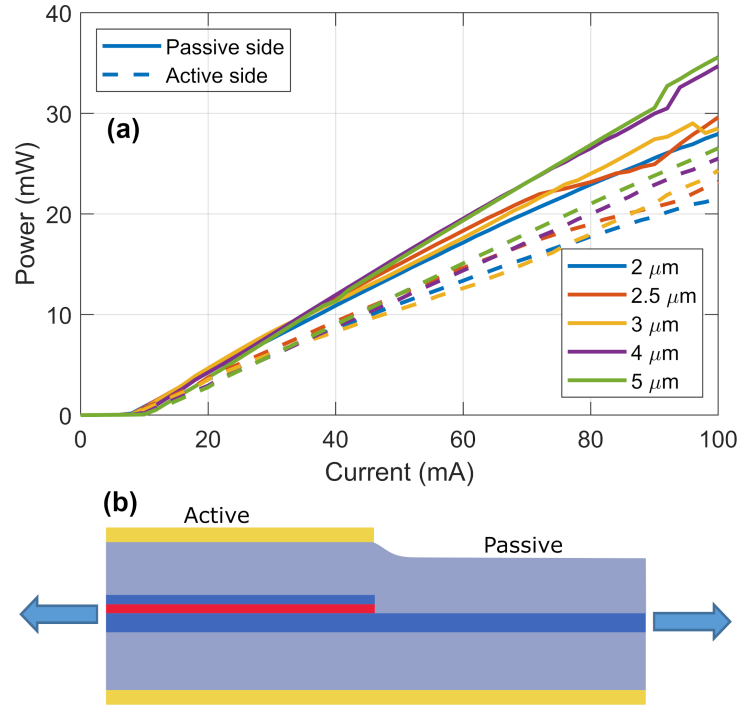 40
30
20
10
0
Power (mW)
Passive side
Active side
(a)
2 μm
2.5 μm
3 μm
4 μm
5 μm
0 20 40 60 80 100
Current (mA)
(b)
Active
Passive